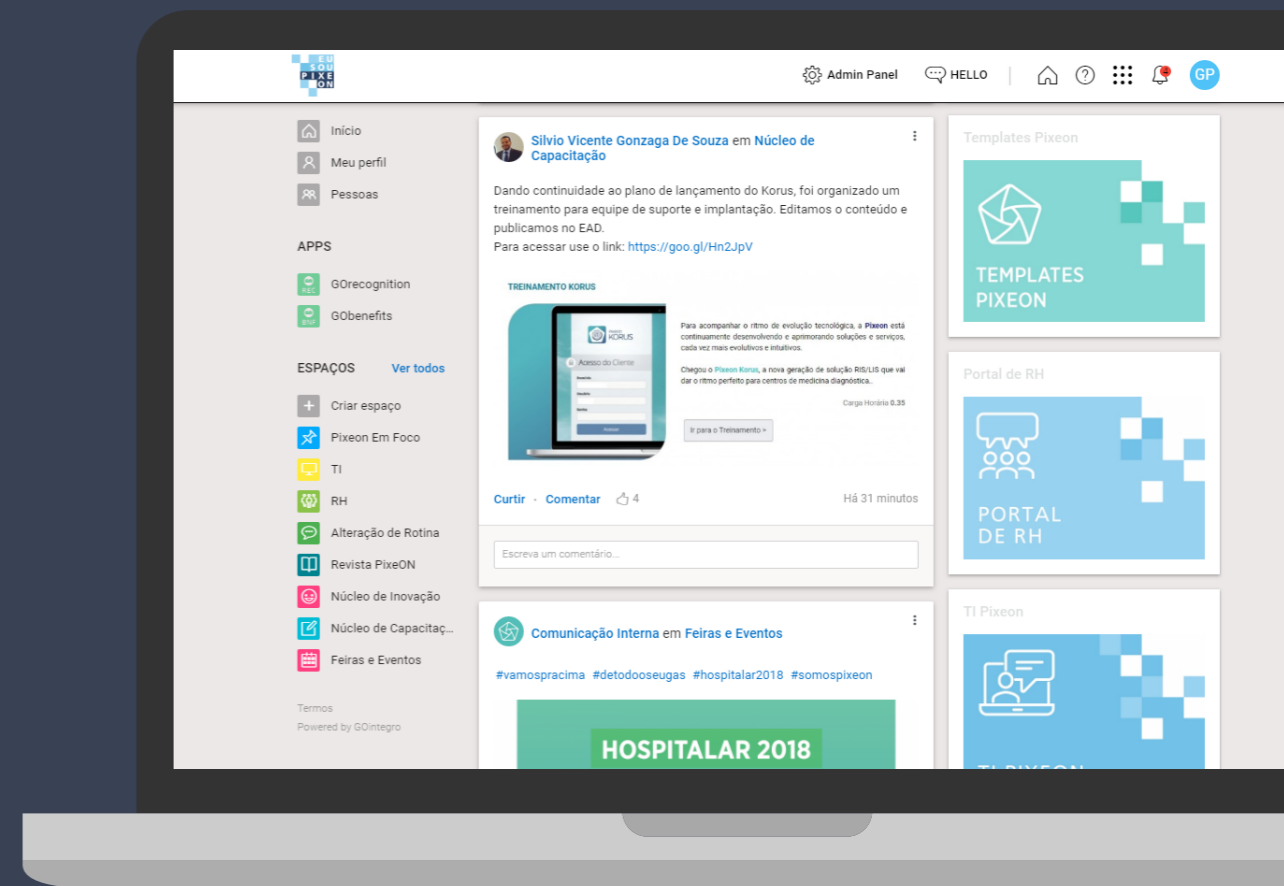 EU
SOU
PIXE
ON
Admin Panel
HELLO
4
GP
Início
Meu perfil
Pessoas
APPS
REC
GOrecognition
BNF
GObenefits
ESPAÇOS Ver todos
Criar espaço
Pixeon Em Foco
TI
RH
Alteração de Rotina
Revista PixeON
Núcleo de Inovação
Núcleo de Capacitaç...
Feiras e Eventos
Termos
Powered by GOintegro
Silvio Vicente Gonzaga De Souza em Núcleo de
Capacitação
Dando continuidade ao plano de lançamento do Korus, foi organizado um
treinamento para equipe de suporte e implantação. Editamos o conteúdo e
publicamos no EAD.
Para acessar use o link: https://goo.gl/Hn2JpV
TREINAMENTO KORUS
KORUS
Acesso do Cliente
Para acompanhar o ritmo de evolução tecnológica, a Pixeon está
continuamente desenvolvendo e aprimorando soluções e serviços,
cada vez mais evolutivos e intuitivos.
Chegou o Pixeon Korus, a nova geração de solução RIS/LIS que vai
dar o ritmo perfeito para centros de medicina diagnóstica..
Carga Horária 0.35
Ir para o Treinamento >
Curtir · Comentar 4 Há 31 minutos
Escreva um comentário...
Comunicação Interna em Feiras e Eventos
#vamospracima #detodooseugas #hospitalar2018 #somospixeon
HOSPITALAR 2018
Templates Pixeon
TEMPLATES
PIXEON
Portal de RH
PORTAL
DE RH
TI Pixeon
TI PIXEON